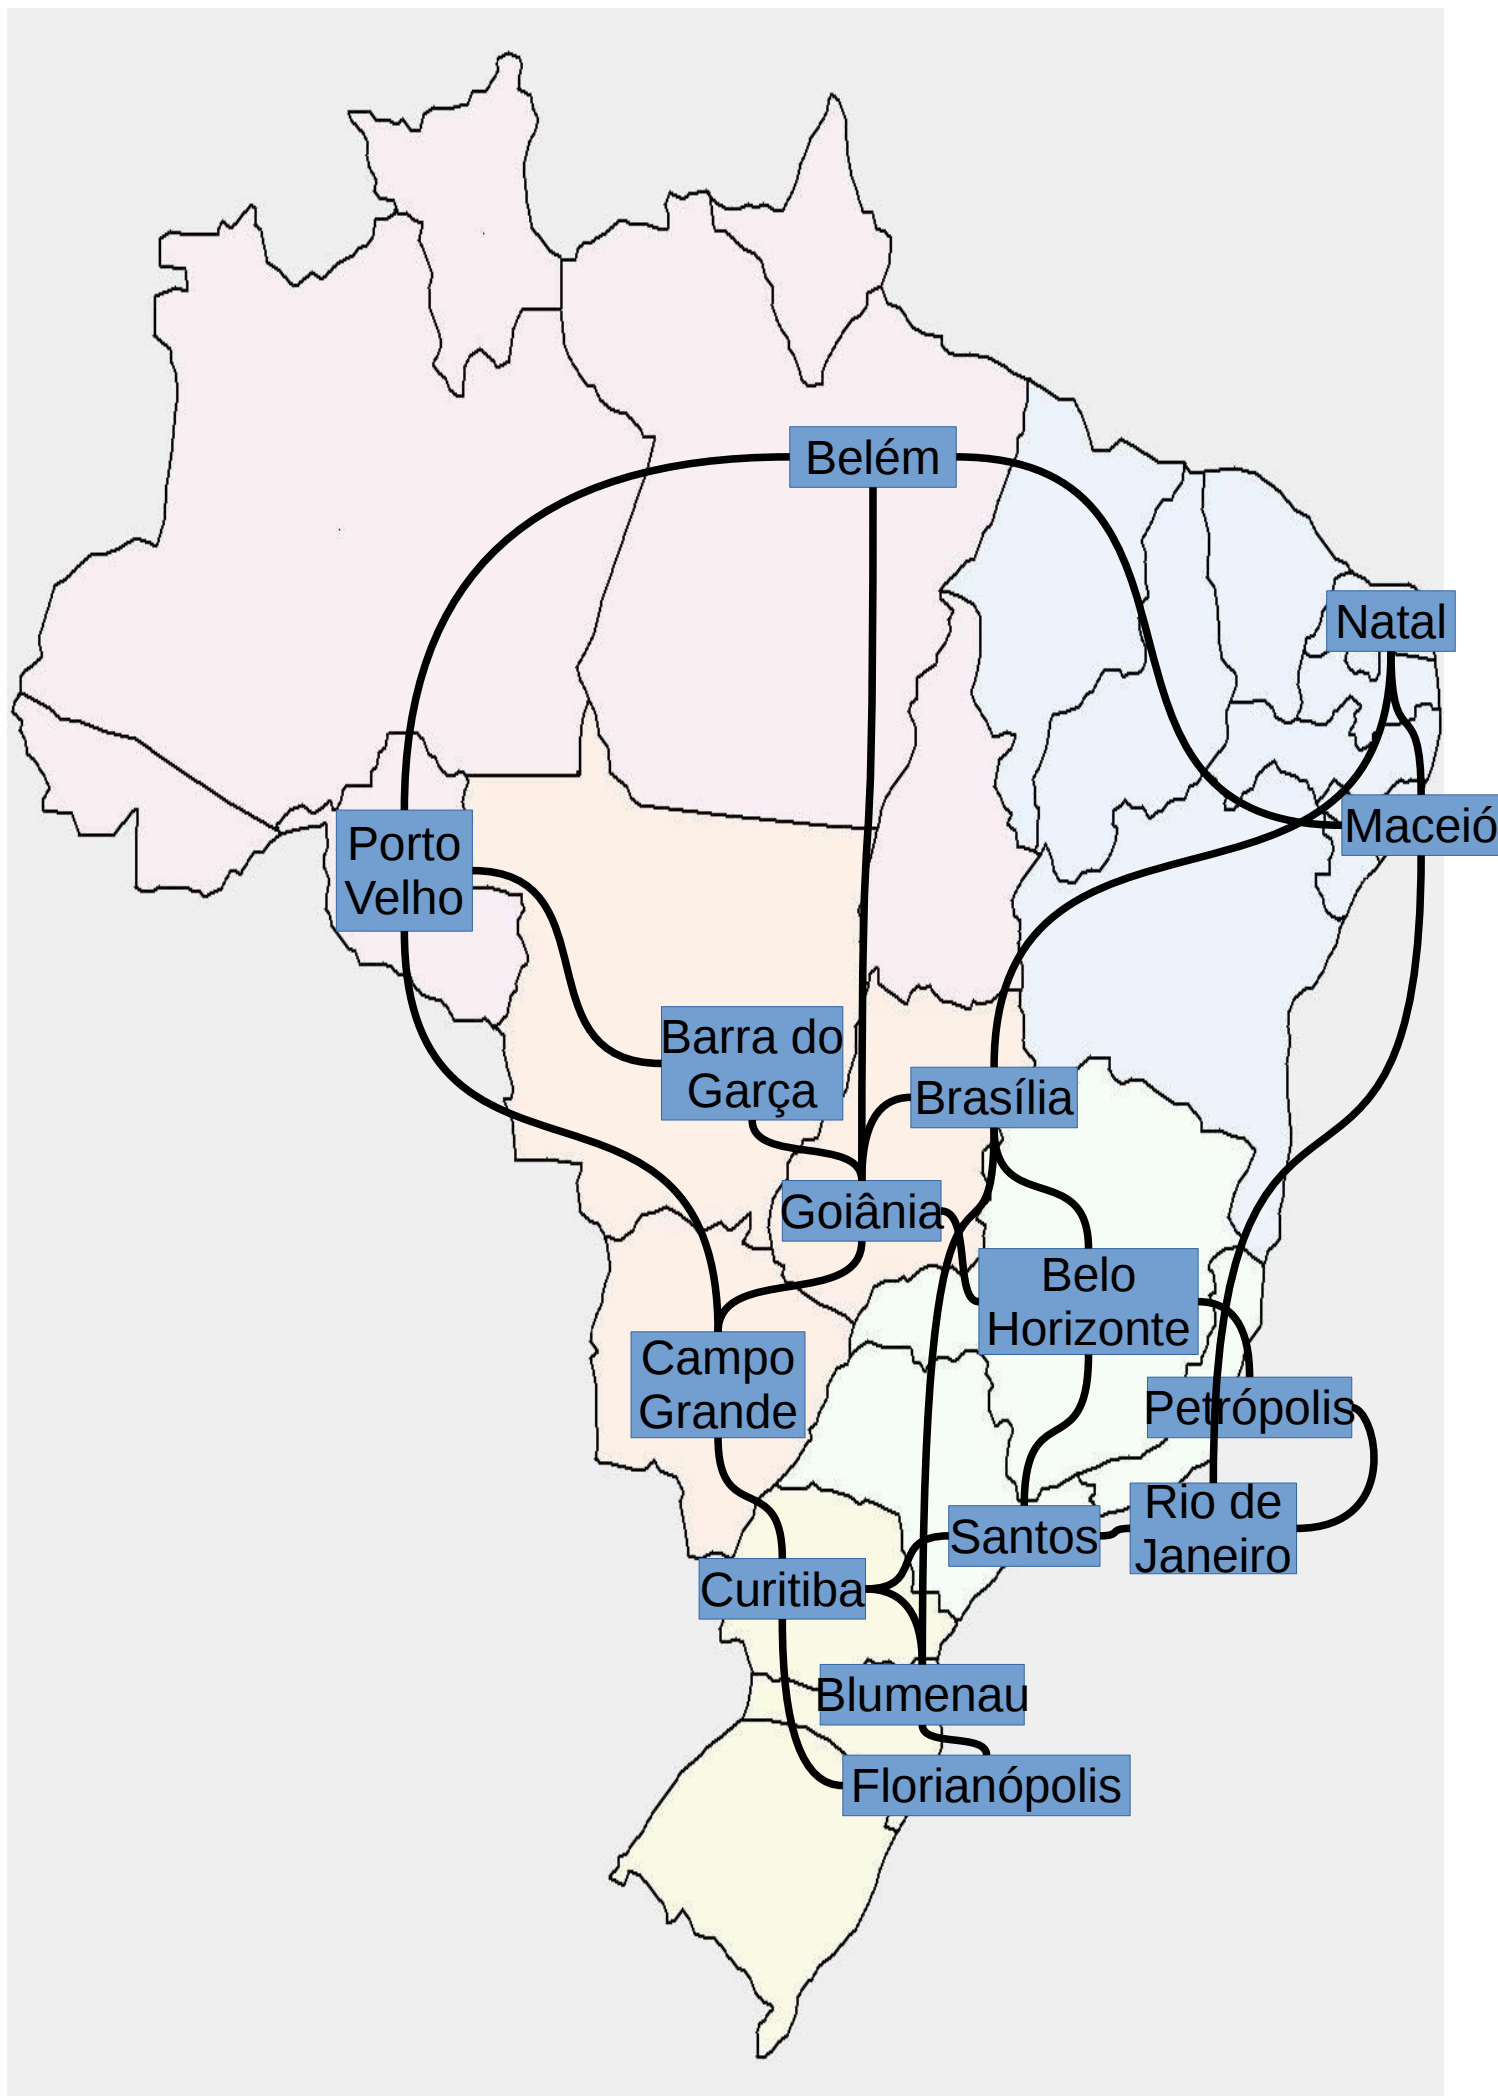 Belém
Natal
Maceió
Porto
Velho
Barra do
Garça
Brasília
Goiânia
Belo
Horizonte
Campo
Grande
Petrópolis
Rio de
Janeiro
Santos
Curitiba
Blumenau
Florianópolis